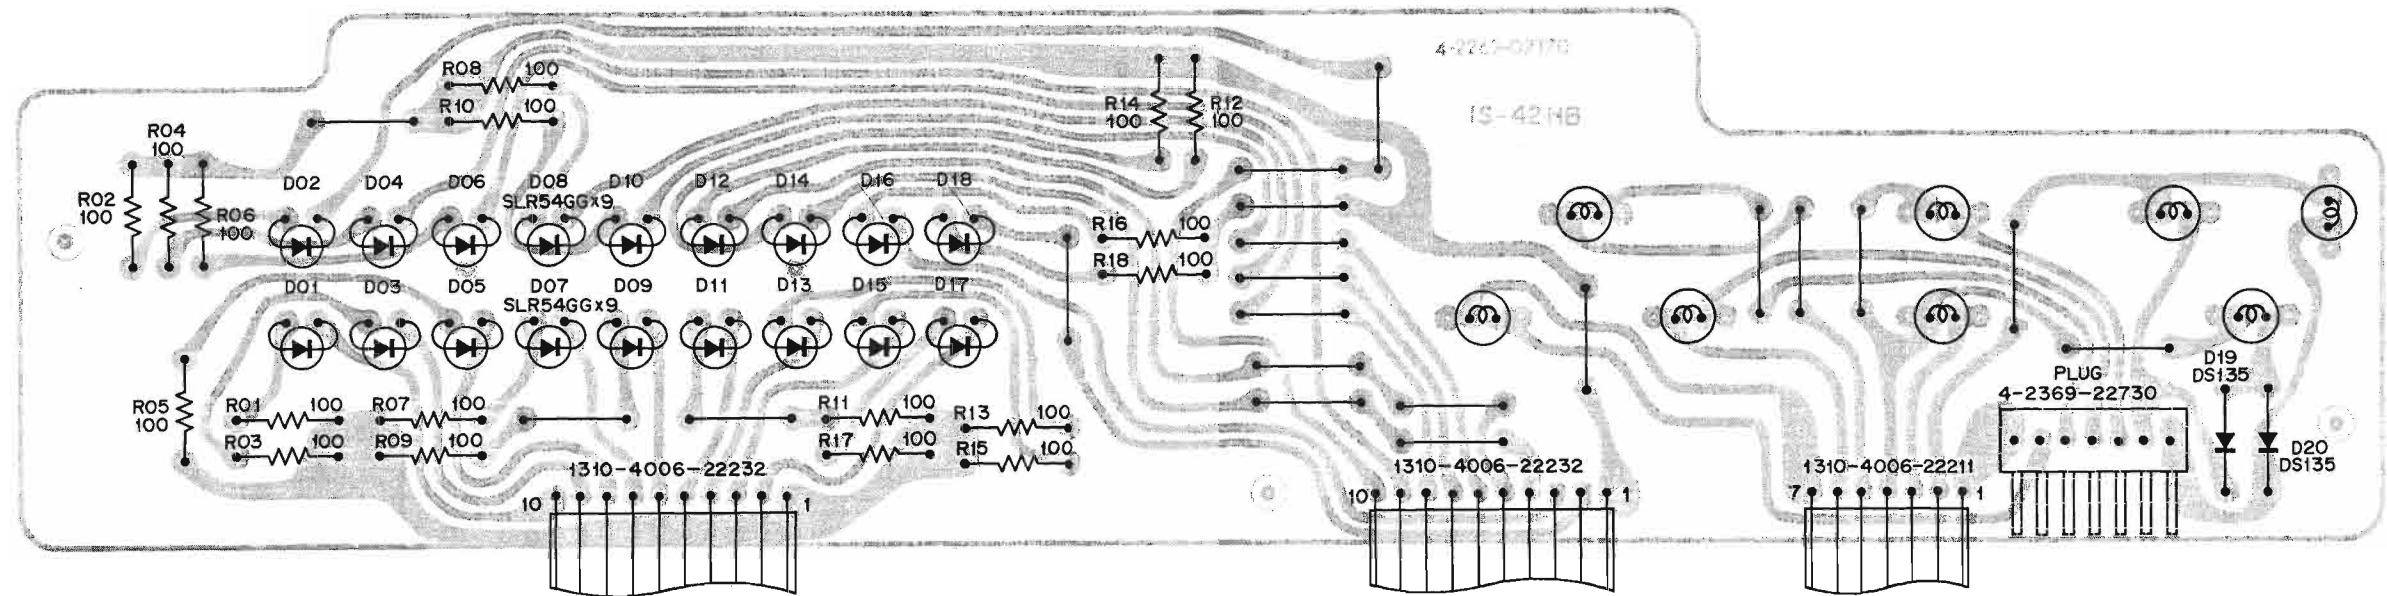 IS-42HB
R08 100
R10 100
R14
100
R12
100
R04
100
R02
100
R06
100
D02 D04 D06 D08 D10 D12 D14 D16 D18
SLR54GG×9
R16 100
R18 100
D01 D03 D05 D07 D09 D11 D13 D15 D17
SLR54GG×9
R05
100
R01 100
R03 100
R07 100
R09 100
R11 100
R17 100
R13 100
R15 100
D19
DS135
PLUG
4-2369-22730
D20
DS135
1310-4006-22232
10 1
1310-4006-22232
10 1
1310-4006-22211
7 1